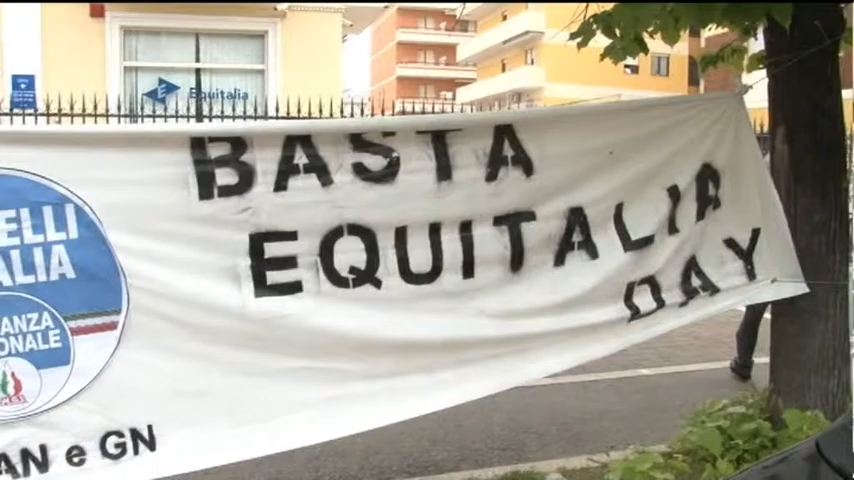 Equitalia
BASTA
EQUITALIA
DAY
ELLI
ALIA
ANZA
ONALE
AN e GN